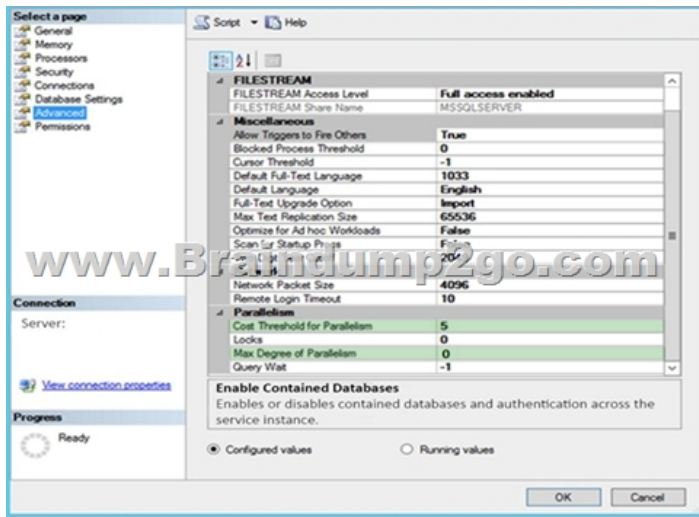 Select a page
General
Memory
Processors
Security
Connections
Database Settings
Advanced
Permissions
Script Help
FILESTREAM
FILESTREAM Access Level Full access enabled
FILESTREAM Share Name MSSQLSERVER
Miscellaneous
Allow Triggers to Fire Others True
Blocked Process Threshold 0
Cursor Threshold -1
Default Full-Text Language 1033
Default Language English
Full-Text Upgrade Option Import
Max Text Replication Size 65536
Optimize for Ad hoc Workloads False
Scan for Startup Procs False
www.Braindump2go.com
Network Packet Size 4096
Remote Login Timeout 10
Parallelism
Cost Threshold for Parallelism 5
Locks 0
Max Degree of Parallelism 0
Query Wait -1
Enable Contained Databases
Enables or disables contained databases and authentication across the
service instance.
Configured values Running values
Connection
Server:
View connection properties
Progress
Ready
OK Cancel